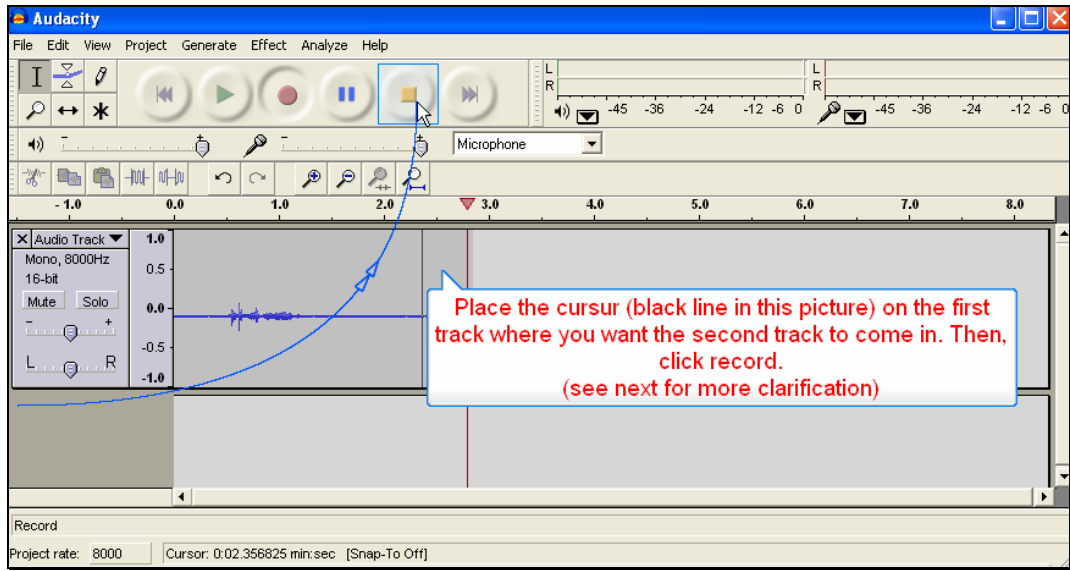 Audacity
File Edit View Project Generate Effect Analyze Help
L
R
-45 -36 -24 -12 -6 0
L
R
-45 -36 -24 -12 -6 0
- + - + Microphone
- 1.0 0.0 1.0 2.0 3.0 4.0 5.0 6.0 7.0 8.0
X Audio Track 1.0
Mono, 8000Hz
16-bit
0.5
Mute Solo
0.0
- +
-0.5
L R
-1.0
Place the cursur (black line in this picture) on the first
track where you want the second track to come in. Then,
click record.
(see next for more clarification)
Record
Project rate: 8000 Cursor: 0:02.356825 min:sec [Snap-To Off]